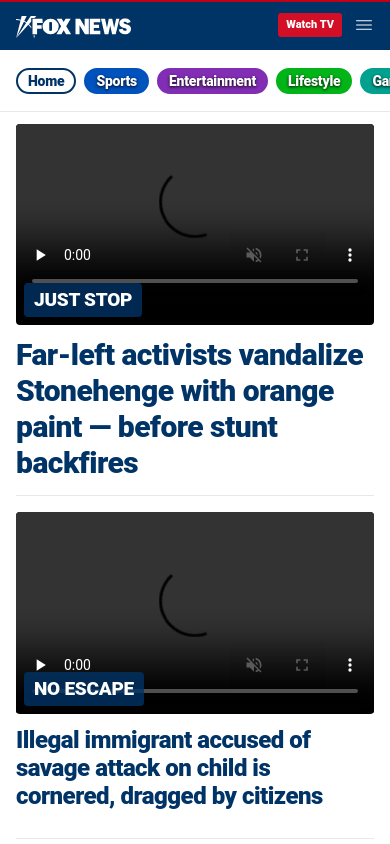 FOX NEWS
Watch TV
Home
Sports
Entertainment
Lifestyle
0:00
JUST STOP
Far-left activists vandalize
Stonehenge with orange
paint — before stunt
backfires
0:00
NO ESCAPE
Illegal immigrant accused of
savage attack on child is
cornered, dragged by citizens